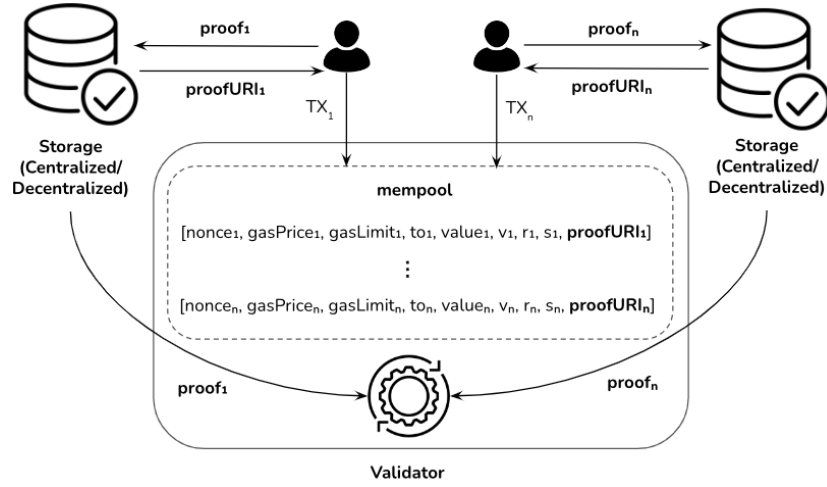 proof₁
proofₙ
proofURI₁
proofURIₙ
TX₁
TXₙ
Storage
(Centralized/
Decentralized)
Storage
(Centralized/
Decentralized)
mempool
[nonce₁, gasPrice₁, gasLimit₁, to₁, value₁, v₁, r₁, s₁, proofURI₁]
⋮
[nonceₙ, gasPriceₙ, gasLimitₙ, toₙ, valueₙ, vₙ, rₙ, sₙ, proofURIₙ]
proof₁
proofₙ
Validator